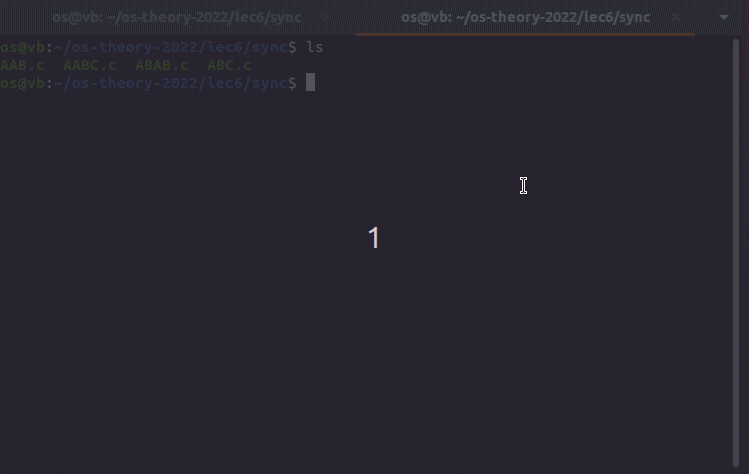 os@vb: ~/os-theory-2022/lec6/sync × os@vb: ~/os-theory-2022/lec6/sync ×
os@vb:~/os-theory-2022/lec6/sync$ ls
AAB.c AABC.c ABAB.c ABC.c
os@vb:~/os-theory-2022/lec6/sync$
1